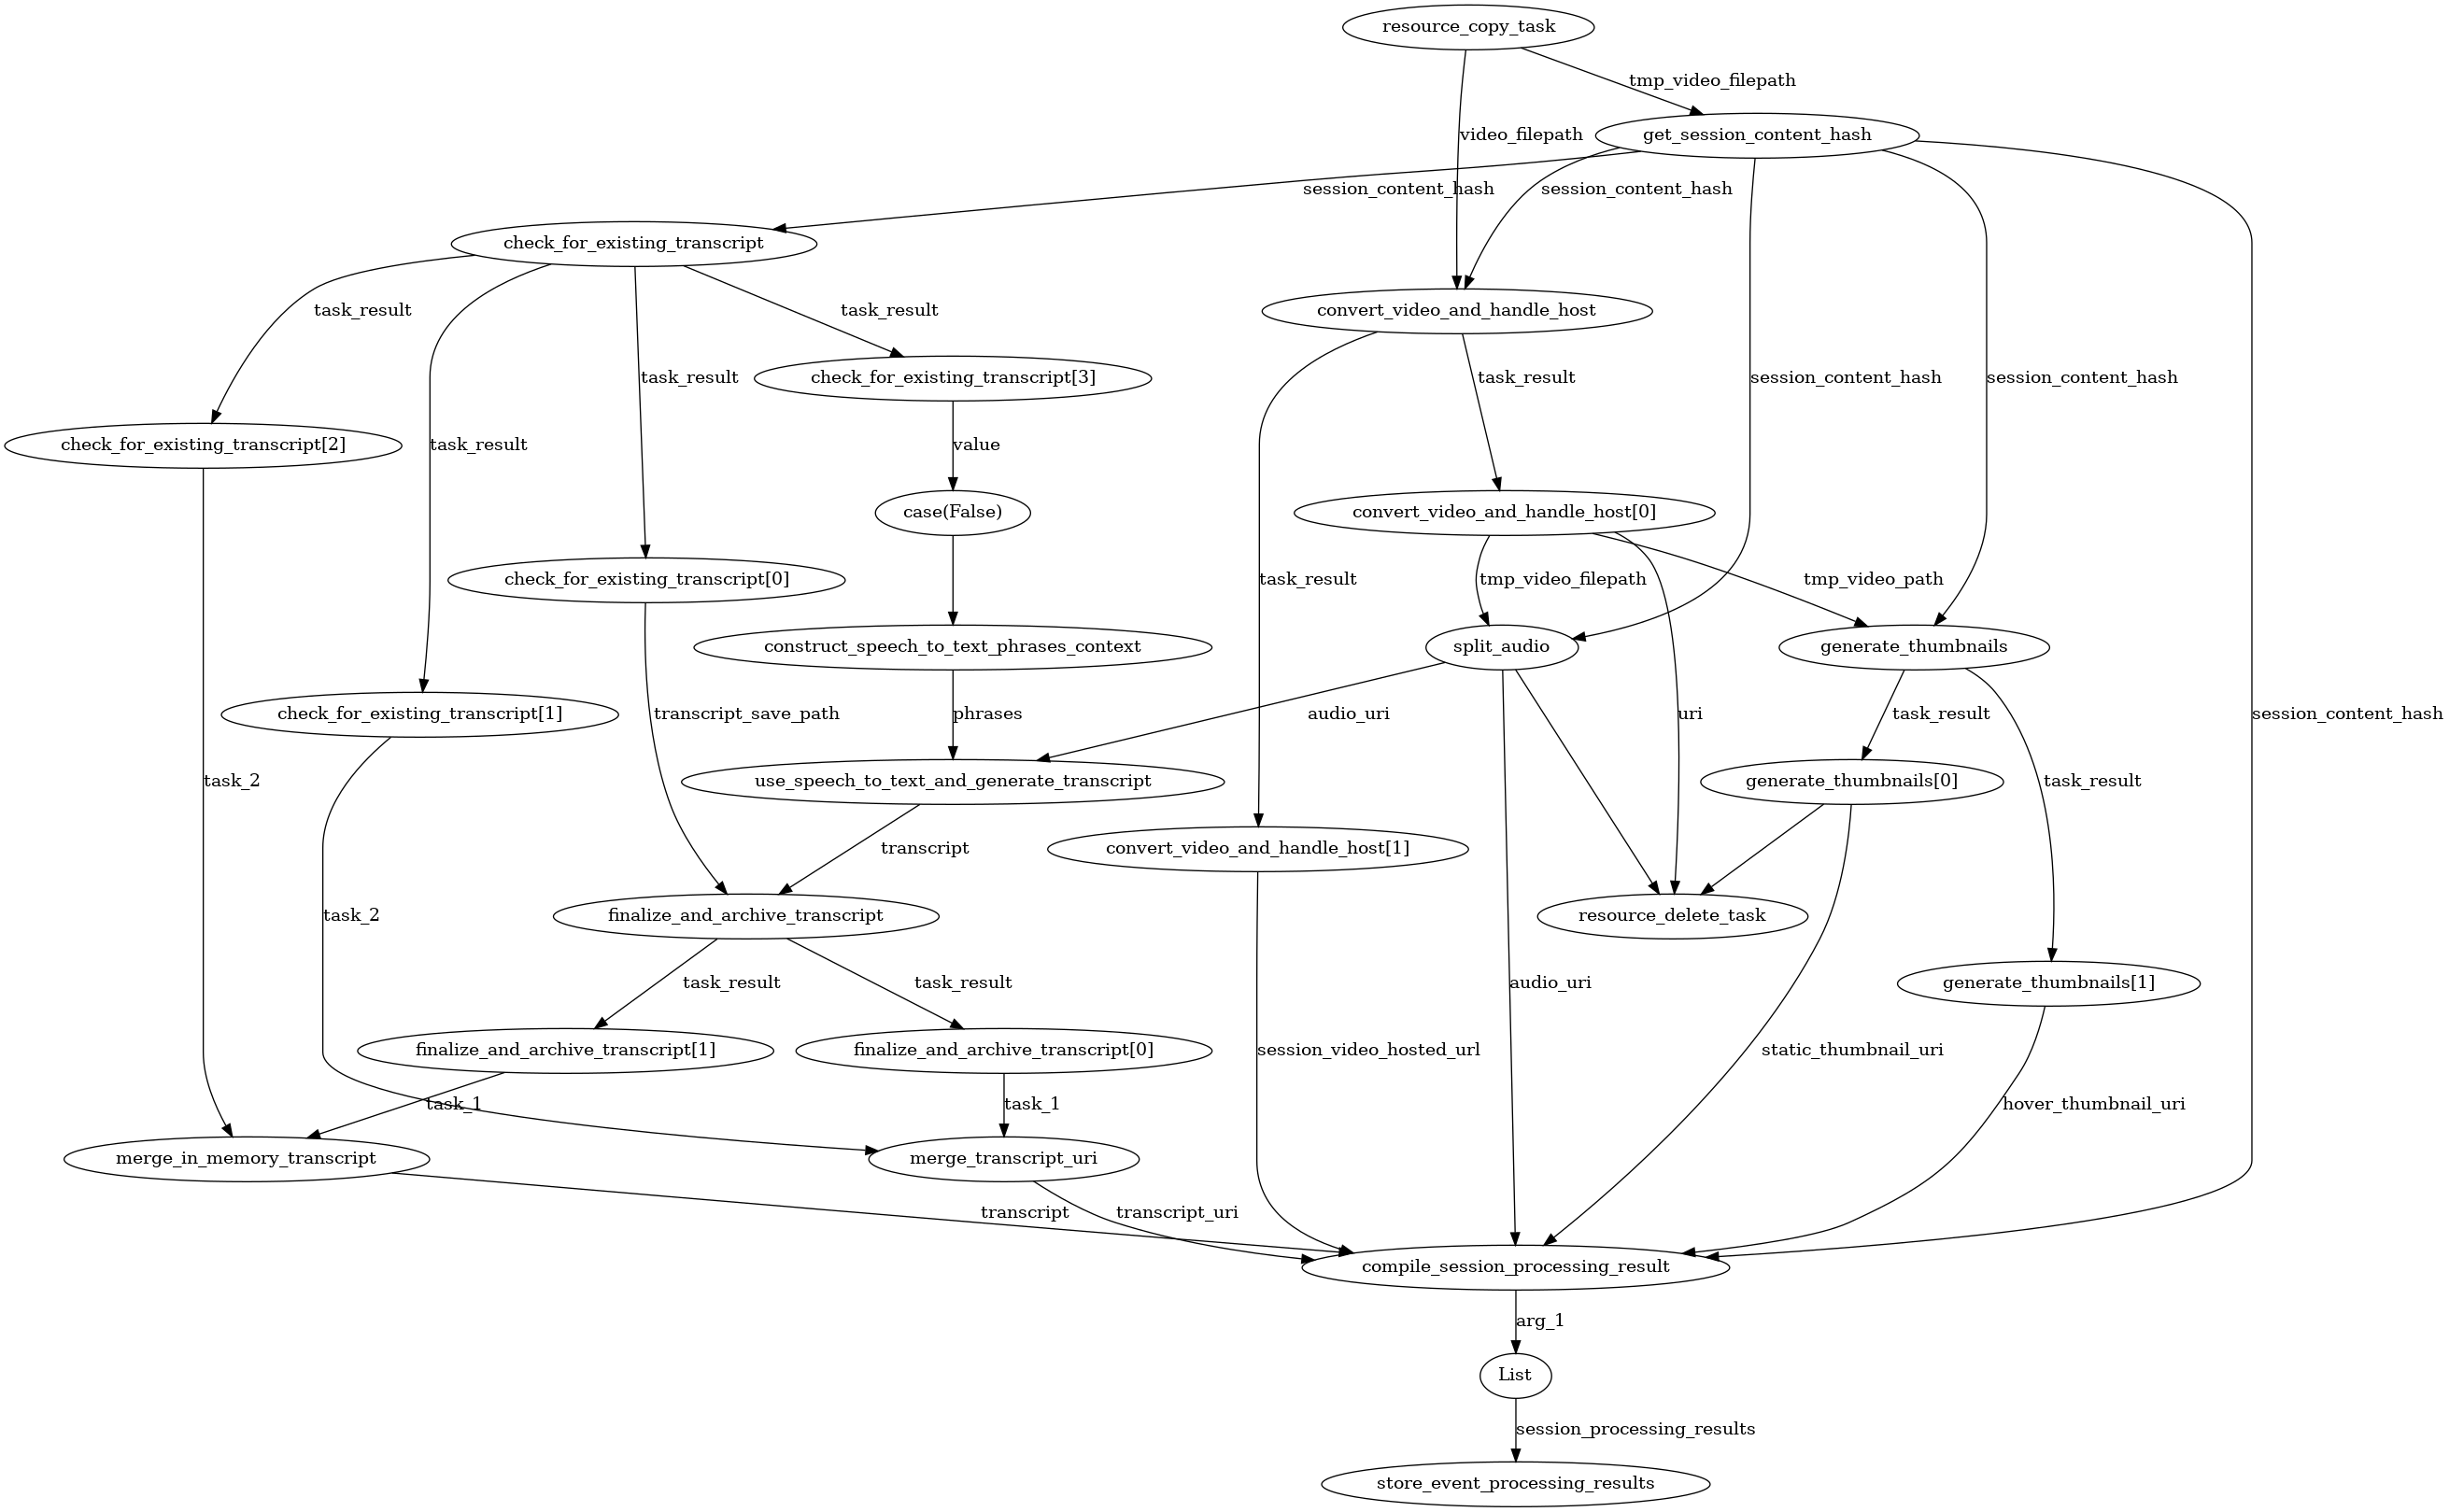 resource_copy_task
tmp_video_filepath
video_filepath
get_session_content_hash
session_content_hash
session_content_hash
check_for_existing_transcript
task_result
task_result
convert_video_and_handle_host
check_for_existing_transcript[3]
task_result
task_result
session_content_hash
session_content_hash
check_for_existing_transcript[2]
task_result
value
case(False)
convert_video_and_handle_host[0]
check_for_existing_transcript[0]
task_result
tmp_video_filepath
tmp_video_path
construct_speech_to_text_phrases_context
split_audio
generate_thumbnails
check_for_existing_transcript[1]
transcript_save_path
phrases
audio_uri
uri
task_result
session_content_hash
task_2
use_speech_to_text_and_generate_transcript
generate_thumbnails[0]
task_result
transcript
convert_video_and_handle_host[1]
task_2
finalize_and_archive_transcript
resource_delete_task
task_result
task_result
audio_uri
generate_thumbnails[1]
finalize_and_archive_transcript[1]
finalize_and_archive_transcript[0]
session_video_hosted_url
static_thumbnail_uri
task_1
task_1
hover_thumbnail_uri
merge_in_memory_transcript
merge_transcript_uri
transcript
transcript_uri
compile_session_processing_result
arg_1
List
session_processing_results
store_event_processing_results